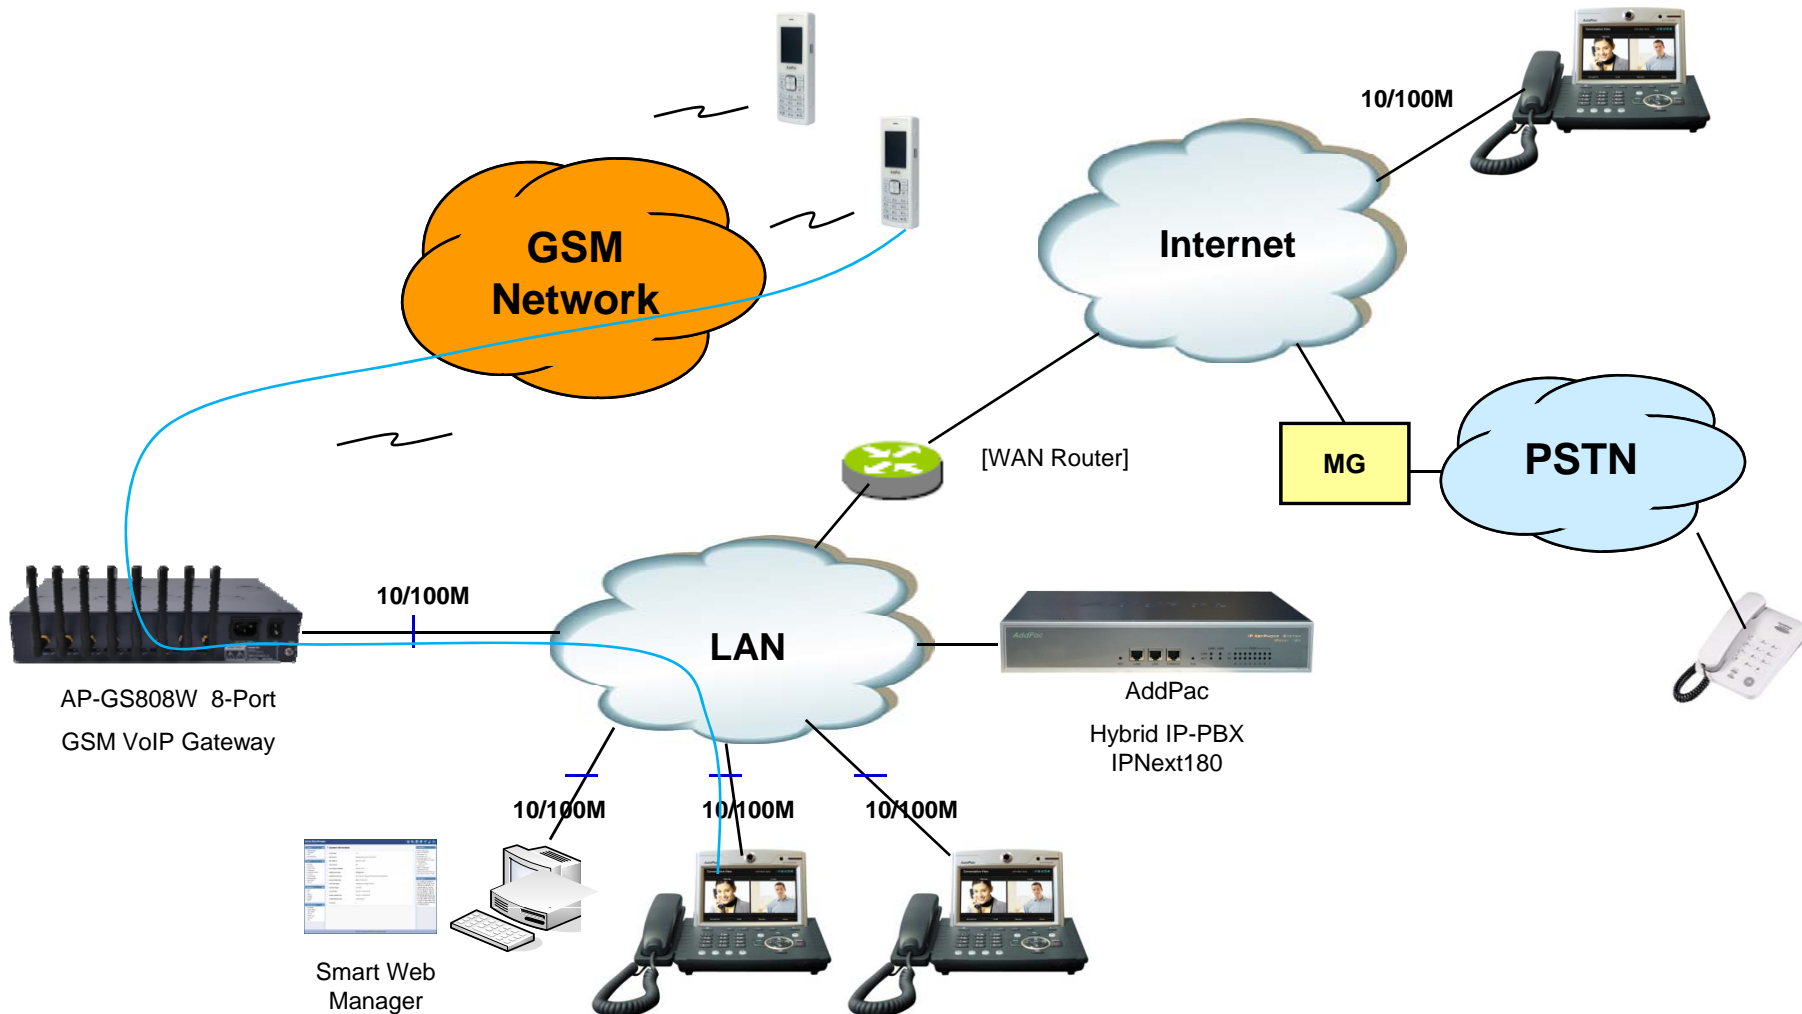 10/100M
GSM
Network
Internet
[WAN Router]
MG
PSTN
10/100M
LAN
AddPac
AP-GS808W 8-Port
GSM VoIP Gateway
AddPac
Hybrid IP-PBX
IPNext180
10/100M
10/100M
10/100M
Smart Web
Manager